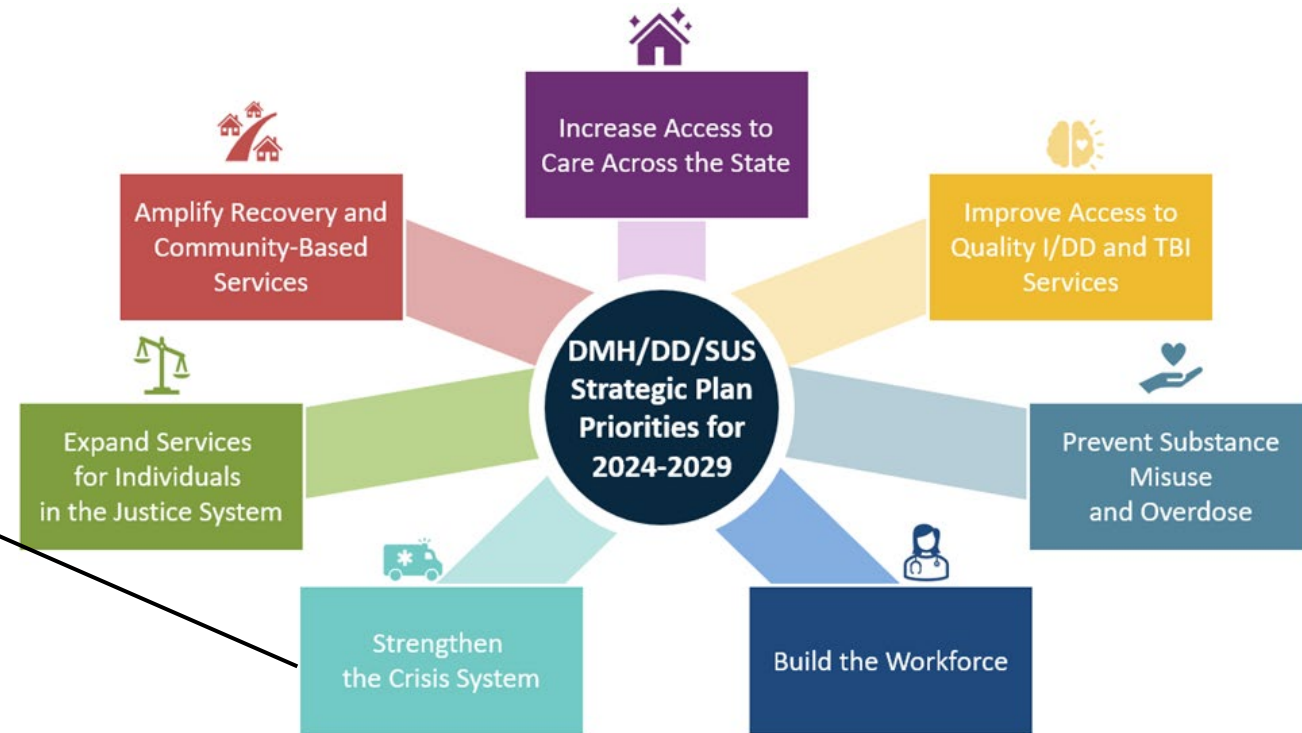 Increase Access to
Care Across the State
Amplify Recovery and
Community-Based
Services
Improve Access to
Quality I/DD and TBI
Services
DMH/DD/SUS
Strategic Plan
Priorities for
2024-2029
Expand Services
for Individuals
in the Justice System
Prevent Substance
Misuse
and Overdose
Strengthen
the Crisis System
Build the Workforce